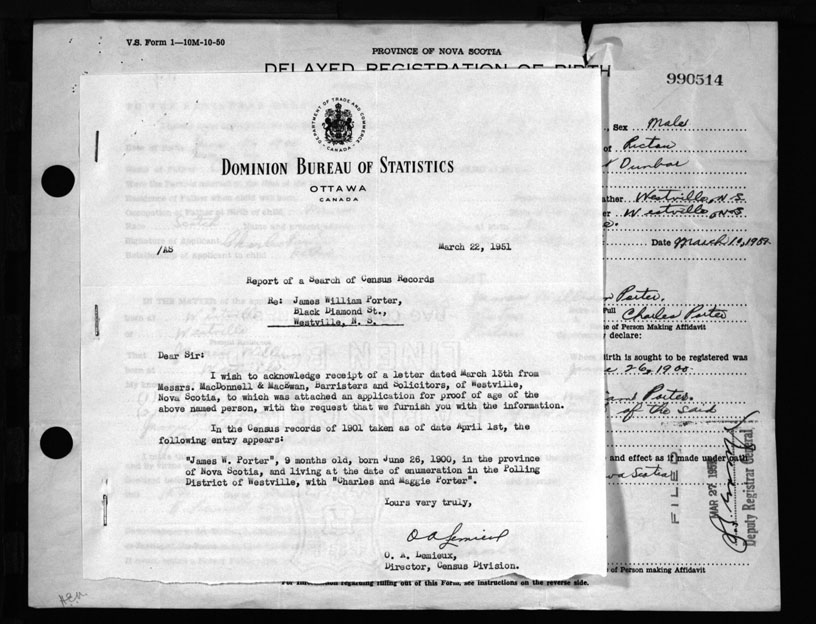 V.S. Form 1—10M-10-50
PROVINCE OF NOVA SCOTIA
DELAYED REGISTRATION OF BIRTH
990514
DEPARTMENT OF TRADE AND COMMERCE
CANADA
DOMINION BUREAU OF STATISTICS
OTTAWA
CANADA
/AS
March 22, 1951
Report of a Search of Census Records
Re: James William Porter,
Black Diamond St.,
Westville, N. S.
Dear Sir:
I wish to acknowledge receipt of a letter dated March 15th from
Messrs. MacDonnell & MacEwan, Barristers and Solicitors, of Westville,
Nova Scotia, to which was attached an application for proof of age of the
above named person, with the request that we furnish you with the information.
In the Census records of 1901 taken as of date April 1st, the
following entry appears:
"James W. Porter", 9 months old, born June 26, 1900, in the province
of Nova Scotia, and living at the date of enumeration in the Polling
District of Westville, with "Charles and Maggie Porter".
Yours very truly,
O A Lemieux
O. A. Lemieux,
Director, Census Division.
, Sex Male
of Pictou
Dunbar
ather Westville, N.S.
er Westville, N.S.
Date March 1
Porter.
Full Charles Porter
e of Person Making Affidavit
declare:
irth is sought to be registered was
26, 1900
Porter.
of the said
and effect as if made under oath
Scotia
FILED
MAR 27 1951
Deputy Registrar General
of Person making Affidavit
For information regarding filling out of this Form, see instructions on the reverse side.